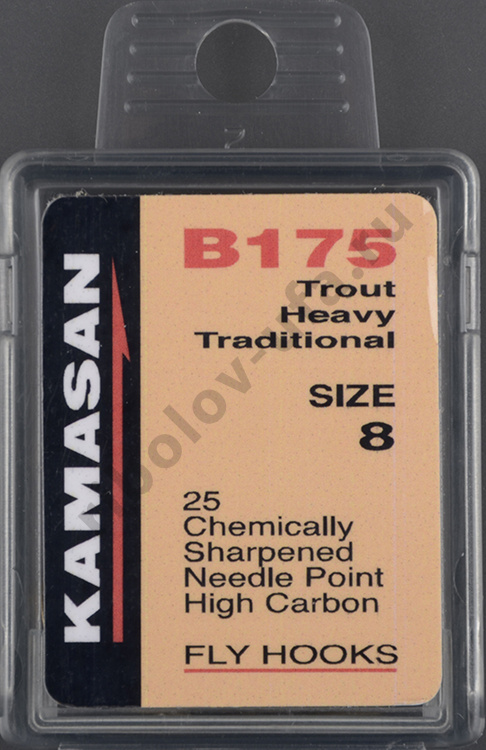 KAMASAN
B175
Trout
Heavy
Traditional
SIZE
8
25
Chemically
Sharpened
Needle Point
High Carbon
FLY HOOKS